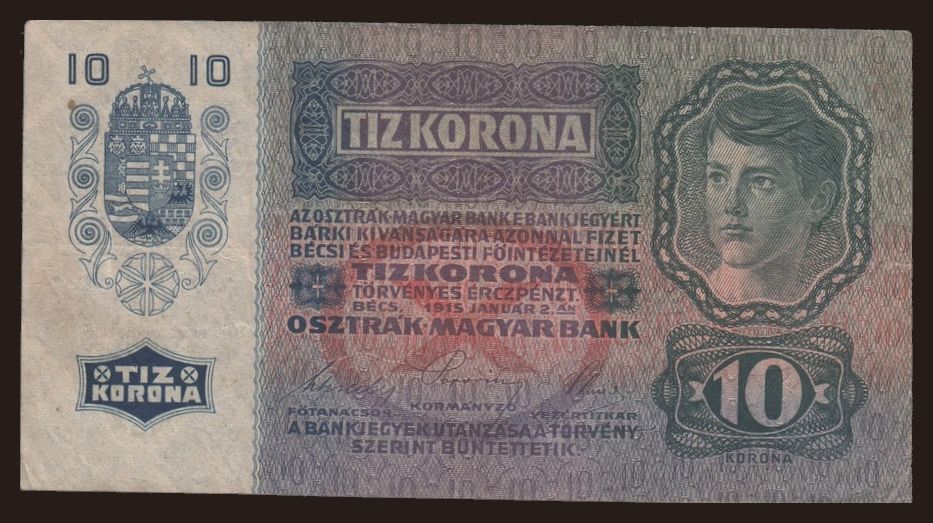 10 10
TIZ KORONA
AZ OSZTRÁK-MAGYAR BANK E BANKJEGYÉRT
BÁRKI KIVÁNSÁGÁRA AZONNAL FIZET
BÉCSI ÉS BUDAPESTI FŐINTÉZETEINÉL
TIZ KORONA
TÖRVÉNYES ÉRCZPÉNZT.
BÉCS, 1915 JANUÁR 2.ÁN
OSZTRÁK-MAGYAR BANK
FŐTANÁCSOS KORMÁNYZÓ VEZÉRTITKÁR
A BANKJEGYEK UTÁNZÁSA A TÖRVÉNY
SZERINT BÜNTETTETIK.
TIZ
KORONA
10
KORONA